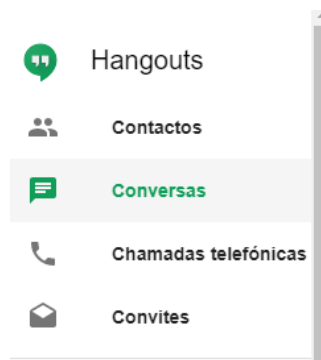 Hangouts
Contactos
Conversas
Chamadas telefónicas
Convites